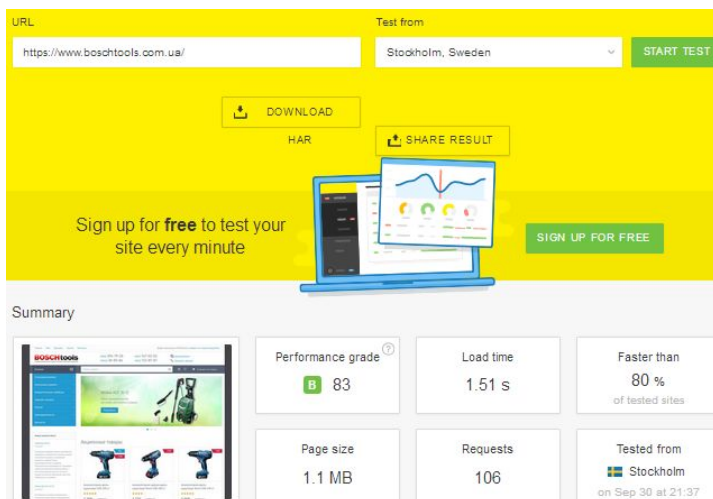 URL
Test from
https://www.boschtools.com.ua/
Stockholm, Sweden
START TEST
DOWNLOAD
HAR
SHARE RESULT
Sign up for free to test your
site every minute
SIGN UP FOR FREE
Summary
BOSCHtools
Performance grade ?
B 83
Load time
1.51 s
Faster than
80 %
of tested sites
Page size
1.1 MB
Requests
106
Tested from
Stockholm
on Sep 30 at 21:37